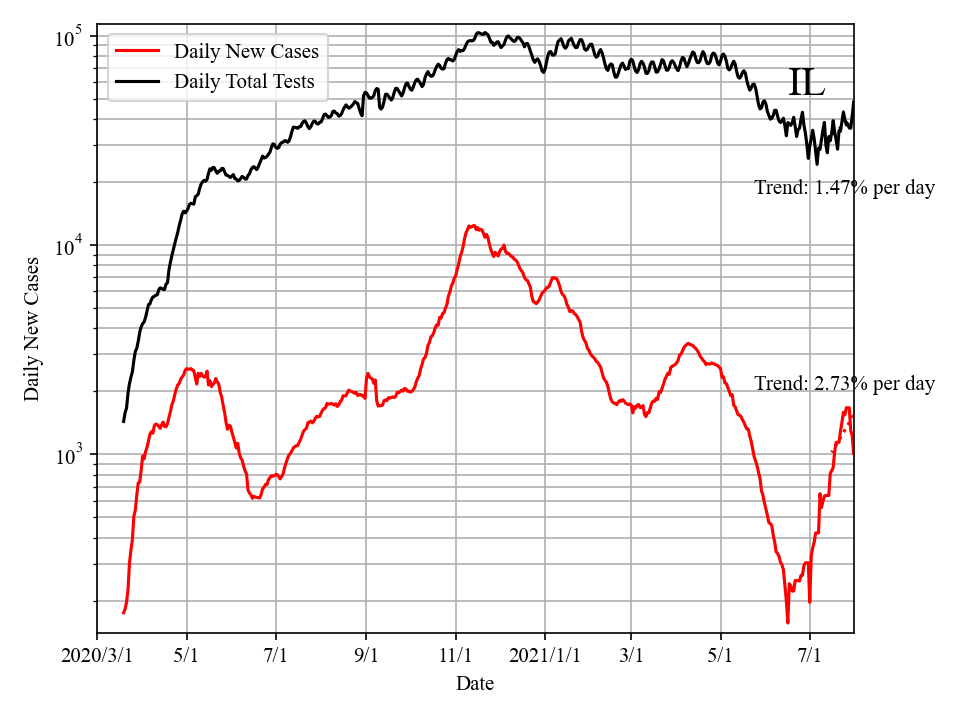 10^5
10^4
10^3
Daily New Cases
Daily New Cases
Daily Total Tests
IL
Trend: 1.47% per day
Trend: 2.73% per day
2020/3/1 5/1 7/1 9/1 11/1 2021/1/1 3/1 5/1 7/1
Date